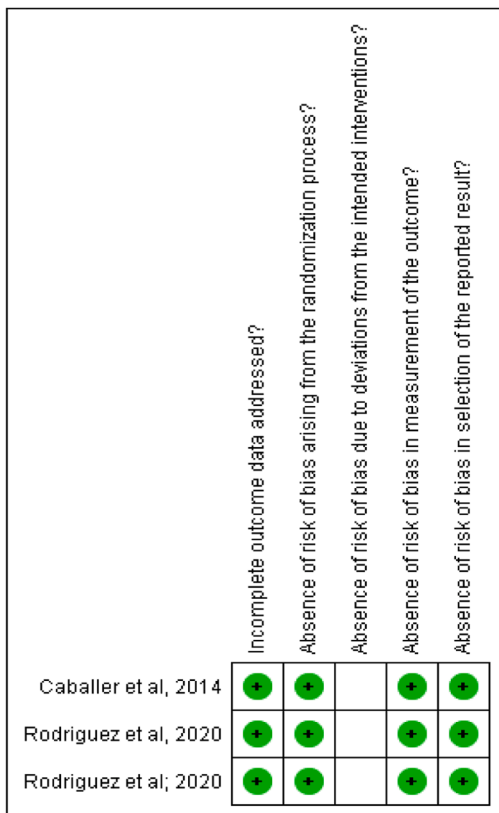 Incomplete outcome data addressed?
Absence of risk of bias arising from the randomization process?
Absence of risk of bias due to deviations from the intended interventions?
Absence of risk of bias in measurement of the outcome?
Absence of risk of bias in selection of the reported result?
Caballer et al, 2014 + + + +
Rodriguez et al, 2020 + + + +
Rodriguez et al; 2020 + + + +